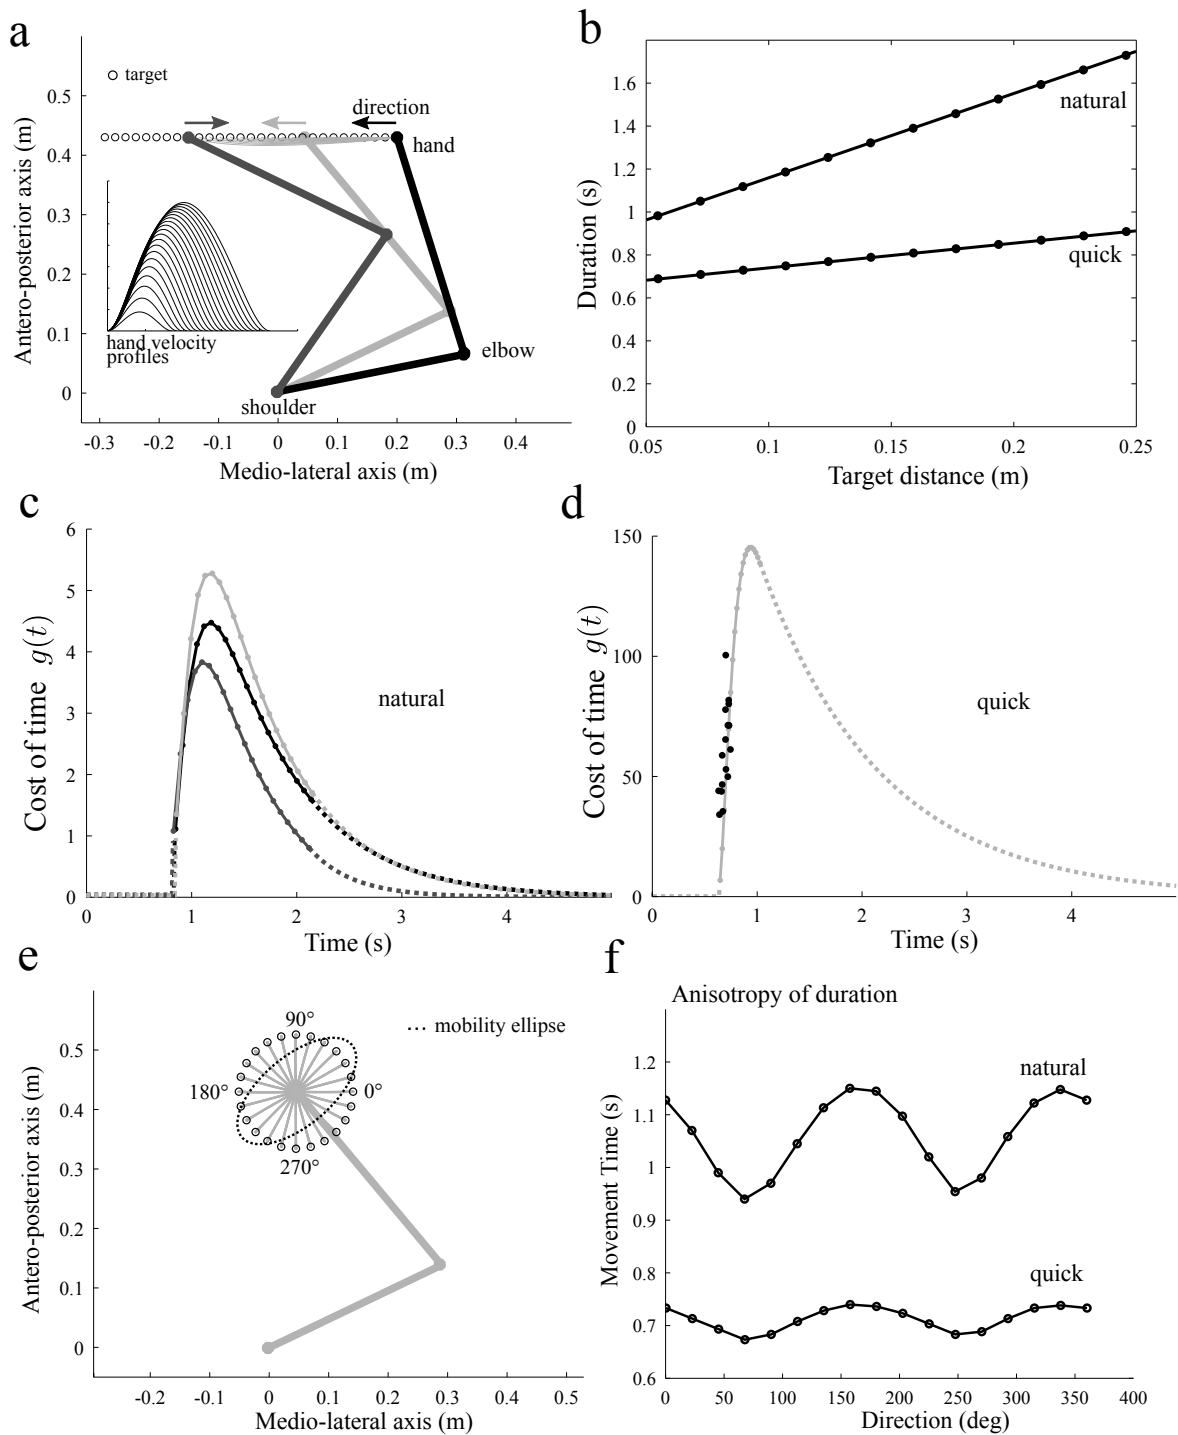 a
target
direction
hand
elbow
shoulder
hand velocity
profiles
Antero-posterior axis (m)
0.5
0.4
0.3
0.2
0.1
0
-0.3
-0.2
-0.1
0
0.1
0.2
0.3
0.4
Medio-lateral axis (m)
b
natural
quick
Duration (s)
1.6
1.4
1.2
1
0.8
0.6
0.4
0.2
0
0.05
0.1
0.15
0.2
0.25
Target distance (m)
c
natural
Cost of time g(t)
6
5
4
3
2
1
0
0
1
2
3
4
Time (s)
d
quick
Cost of time g(t)
150
100
50
0
0
1
2
3
4
Time (s)
e
90°
180°
0°
270°
... mobility ellipse
Antero-posterior axis (m)
0.5
0.4
0.3
0.2
0.1
0
-0.2
-0.1
0
0.1
0.2
0.3
0.4
0.5
Medio-lateral axis (m)
f
Anisotropy of duration
natural
quick
Movement Time (s)
1.2
1.1
1
0.9
0.8
0.7
0.6
0
50
100
150
200
250
300
350
400
Direction (deg)